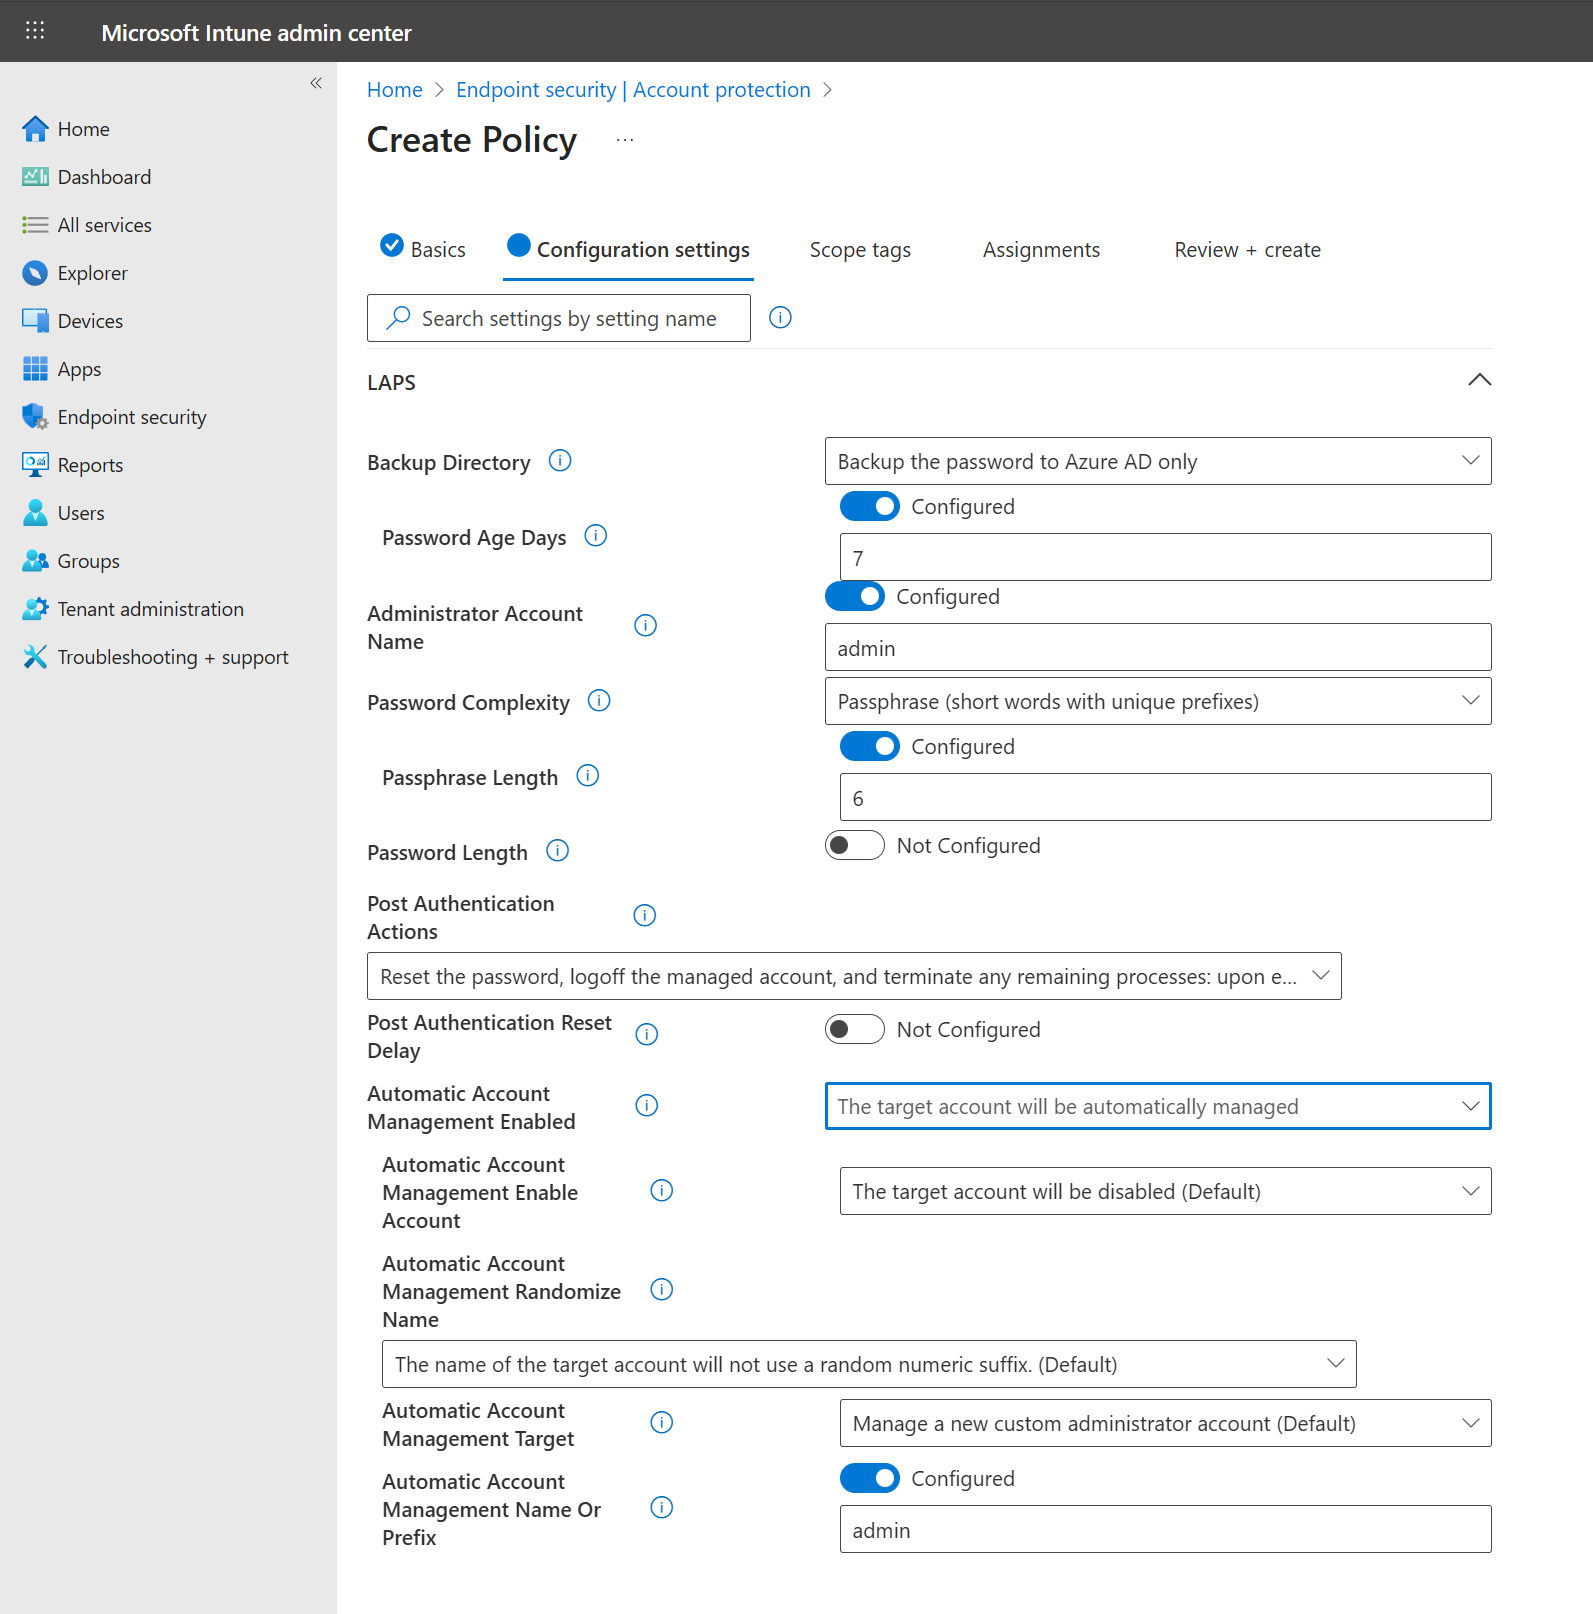 Microsoft Intune admin center
Home
Dashboard
All services
Explorer
Devices
Apps
Endpoint security
Reports
Users
Groups
Tenant administration
Troubleshooting + support
Home > Endpoint security | Account protection >
Create Policy ...
Basics
Configuration settings
Scope tags
Assignments
Review + create
Search settings by setting name
LAPS
Backup Directory
Backup the password to Azure AD only
Configured
Password Age Days
7
Configured
Administrator Account
Name
admin
Password Complexity
Passphrase (short words with unique prefixes)
Configured
Passphrase Length
6
Password Length
Not Configured
Post Authentication
Actions
Reset the password, logoff the managed account, and terminate any remaining processes: upon e...
Post Authentication Reset
Delay
Not Configured
Automatic Account
Management Enabled
The target account will be automatically managed
Automatic Account
Management Enable
Account
The target account will be disabled (Default)
Automatic Account
Management Randomize
Name
The name of the target account will not use a random numeric suffix. (Default)
Automatic Account
Management Target
Manage a new custom administrator account (Default)
Automatic Account
Management Name Or
Prefix
Configured
admin